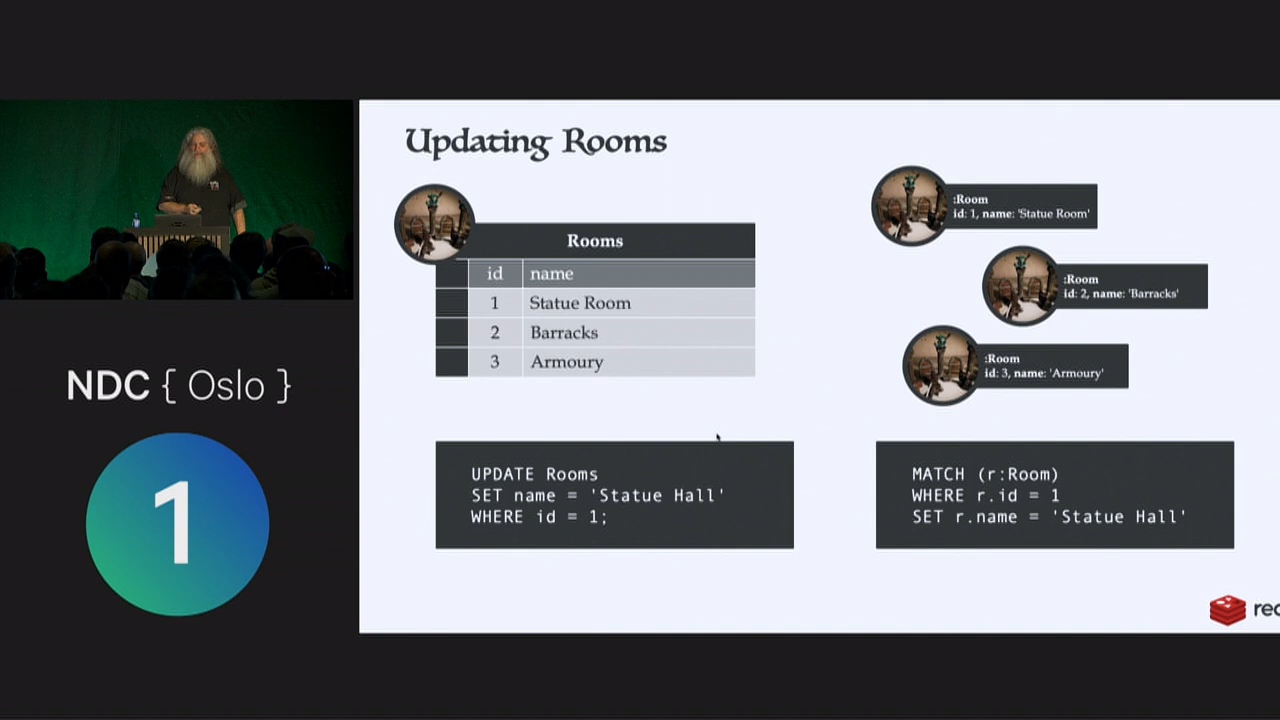 Updating Rooms
Rooms
id name
1 Statue Room
2 Barracks
3 Armoury
:Room
id: 1, name: 'Statue Room'
:Room
id: 2, name: 'Barracks'
:Room
id: 3, name: 'Armoury'
UPDATE Rooms
SET name = 'Statue Hall'
WHERE id = 1;
MATCH (r:Room)
WHERE r.id = 1
SET r.name = 'Statue Hall'
NDC { Oslo }
1